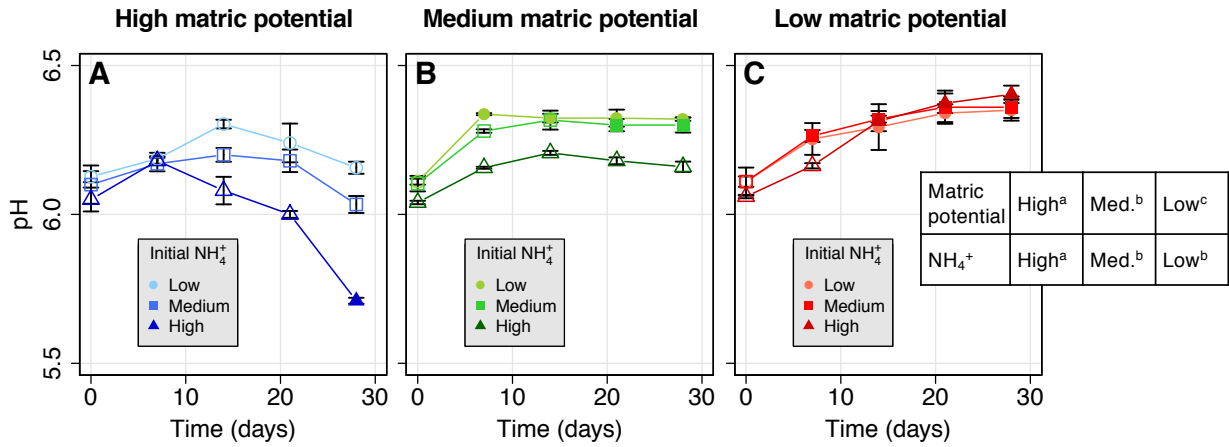 High matric potential
Medium matric potential
Low matric potential
A
B
C
6.5
6.0
5.5
pH
Initial NH₄⁺
Low
Medium
High
Initial NH₄⁺
Low
Medium
High
Initial NH₄⁺
Low
Medium
High
0 10 20 30
0 10 20 30
0 10 20 30
Time (days)
Time (days)
Time (days)
Matric
potential Highᵃ Med.ᵇ Lowᶜ
NH₄⁺ Highᵃ Med.ᵇ Lowᵇ